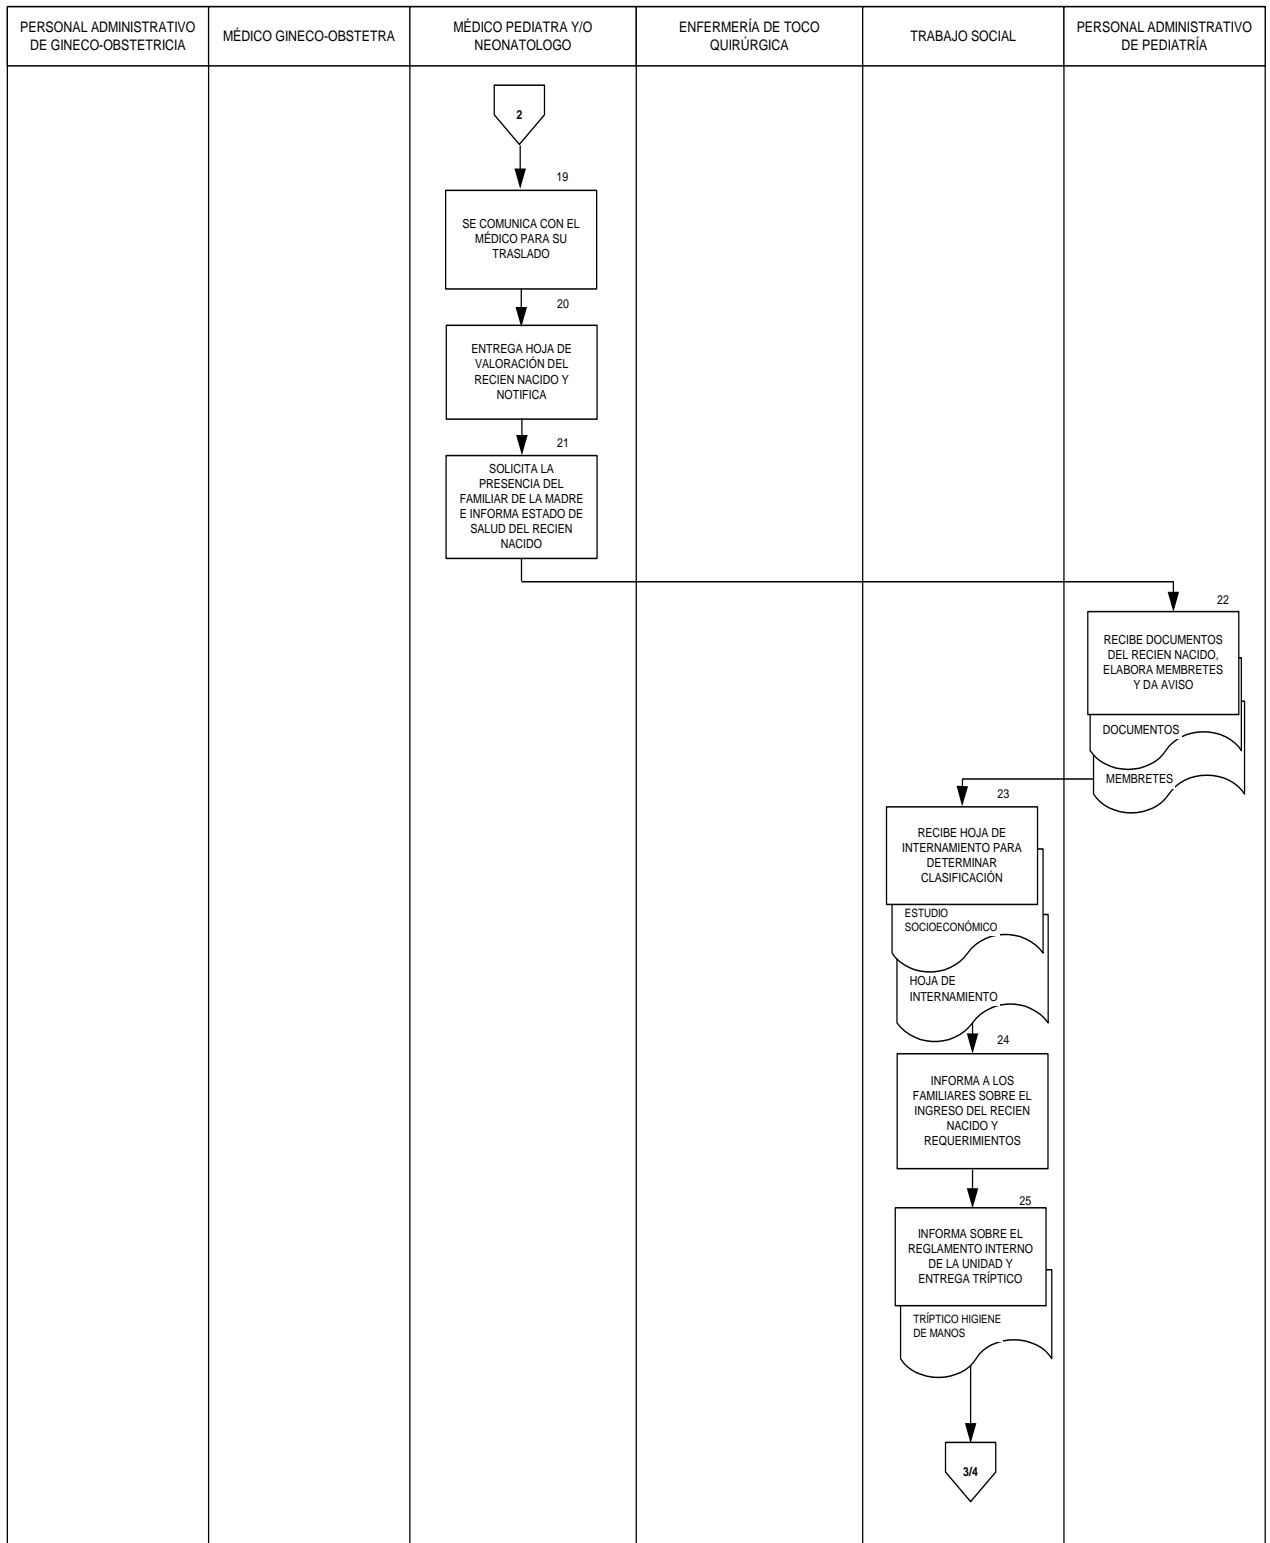 PERSONAL ADMINISTRATIVO
DE GINECO-OBSTETRICIA
MÉDICO GINECO-OBSTETRA
MÉDICO PEDIATRA Y/O
NEONATOLOGO
ENFERMERÍA DE TOCO
QUIRÚRGICA
TRABAJO SOCIAL
PERSONAL ADMINISTRATIVO
DE PEDIATRÍA
2
19
SE COMUNICA CON EL
MÉDICO PARA SU
TRASLADO
20
ENTREGA HOJA DE
VALORACIÓN DEL
RECIEN NACIDO Y
NOTIFICA
21
SOLICITA LA
PRESENCIA DEL
FAMILIAR DE LA MADRE
E INFORMA ESTADO DE
SALUD DEL RECIEN
NACIDO
22
RECIBE DOCUMENTOS
DEL RECIEN NACIDO,
ELABORA MEMBRETES
Y DA AVISO
DOCUMENTOS
MEMBRETES
23
RECIBE HOJA DE
INTERNAMIENTO PARA
DETERMINAR
CLASIFICACIÓN
ESTUDIO
SOCIOECONÓMICO
HOJA DE
INTERNAMIENTO
24
INFORMA A LOS
FAMILIARES SOBRE EL
INGRESO DEL RECIEN
NACIDO Y
REQUERIMIENTOS
25
INFORMA SOBRE EL
REGLAMENTO INTERNO
DE LA UNIDAD Y
ENTREGA TRÍPTICO
TRÍPTICO HIGIENE
DE MANOS
3/4